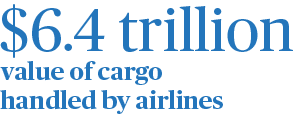 $6.4 trillion
value of cargo
handled by airlines